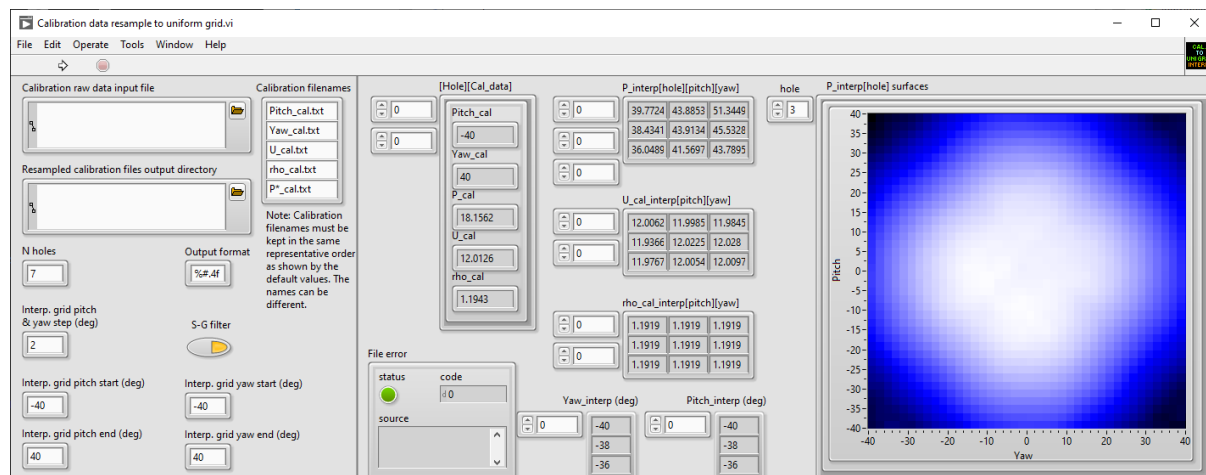 Calibration data resample to uniform grid.vi
File Edit Operate Tools Window Help
CAL.
TO
UNI GRID
INTERP
Calibration raw data input file
Resampled calibration files output directory
N holes
7
Output format
%#.4f
Interp. grid pitch
& yaw step (deg)
2
S-G filter
Interp. grid pitch start (deg)
-40
Interp. grid yaw start (deg)
-40
Interp. grid pitch end (deg)
40
Interp. grid yaw end (deg)
40
Calibration filenames
Pitch_cal.txt
Yaw_cal.txt
U_cal.txt
rho_cal.txt
P*_cal.txt
Note: Calibration
filenames must be
kept in the same
representative order
as shown by the
default values. The
names can be
different.
[Hole][Cal_data]
0
0
Pitch_cal
-40
Yaw_cal
40
P_cal
18.1562
U_cal
12.0126
rho_cal
1.1943
File error
status
code
d 0
source
P_interp[hole][pitch][yaw]
0
0
0
39.7724 43.8853 51.3449
38.4341 43.9134 45.5328
36.0489 41.5697 43.7895
U_cal_interp[pitch][yaw]
0
0
12.0062 11.9985 11.9845
11.9366 12.0225 12.028
11.9767 12.0054 12.0097
rho_cal_interp[pitch][yaw]
0
0
1.1919 1.1919 1.1919
1.1919 1.1919 1.1919
1.1919 1.1919 1.1919
Yaw_interp (deg)
0
-40
-38
-36
Pitch_interp (deg)
0
-40
-38
-36
hole
3
P_interp[hole] surfaces
Pitch
40
35
30
25
20
15
10
5
0
-5
-10
-15
-20
-25
-30
-35
-40
-40 -30 -20 -10 0 10 20 30 40
Yaw